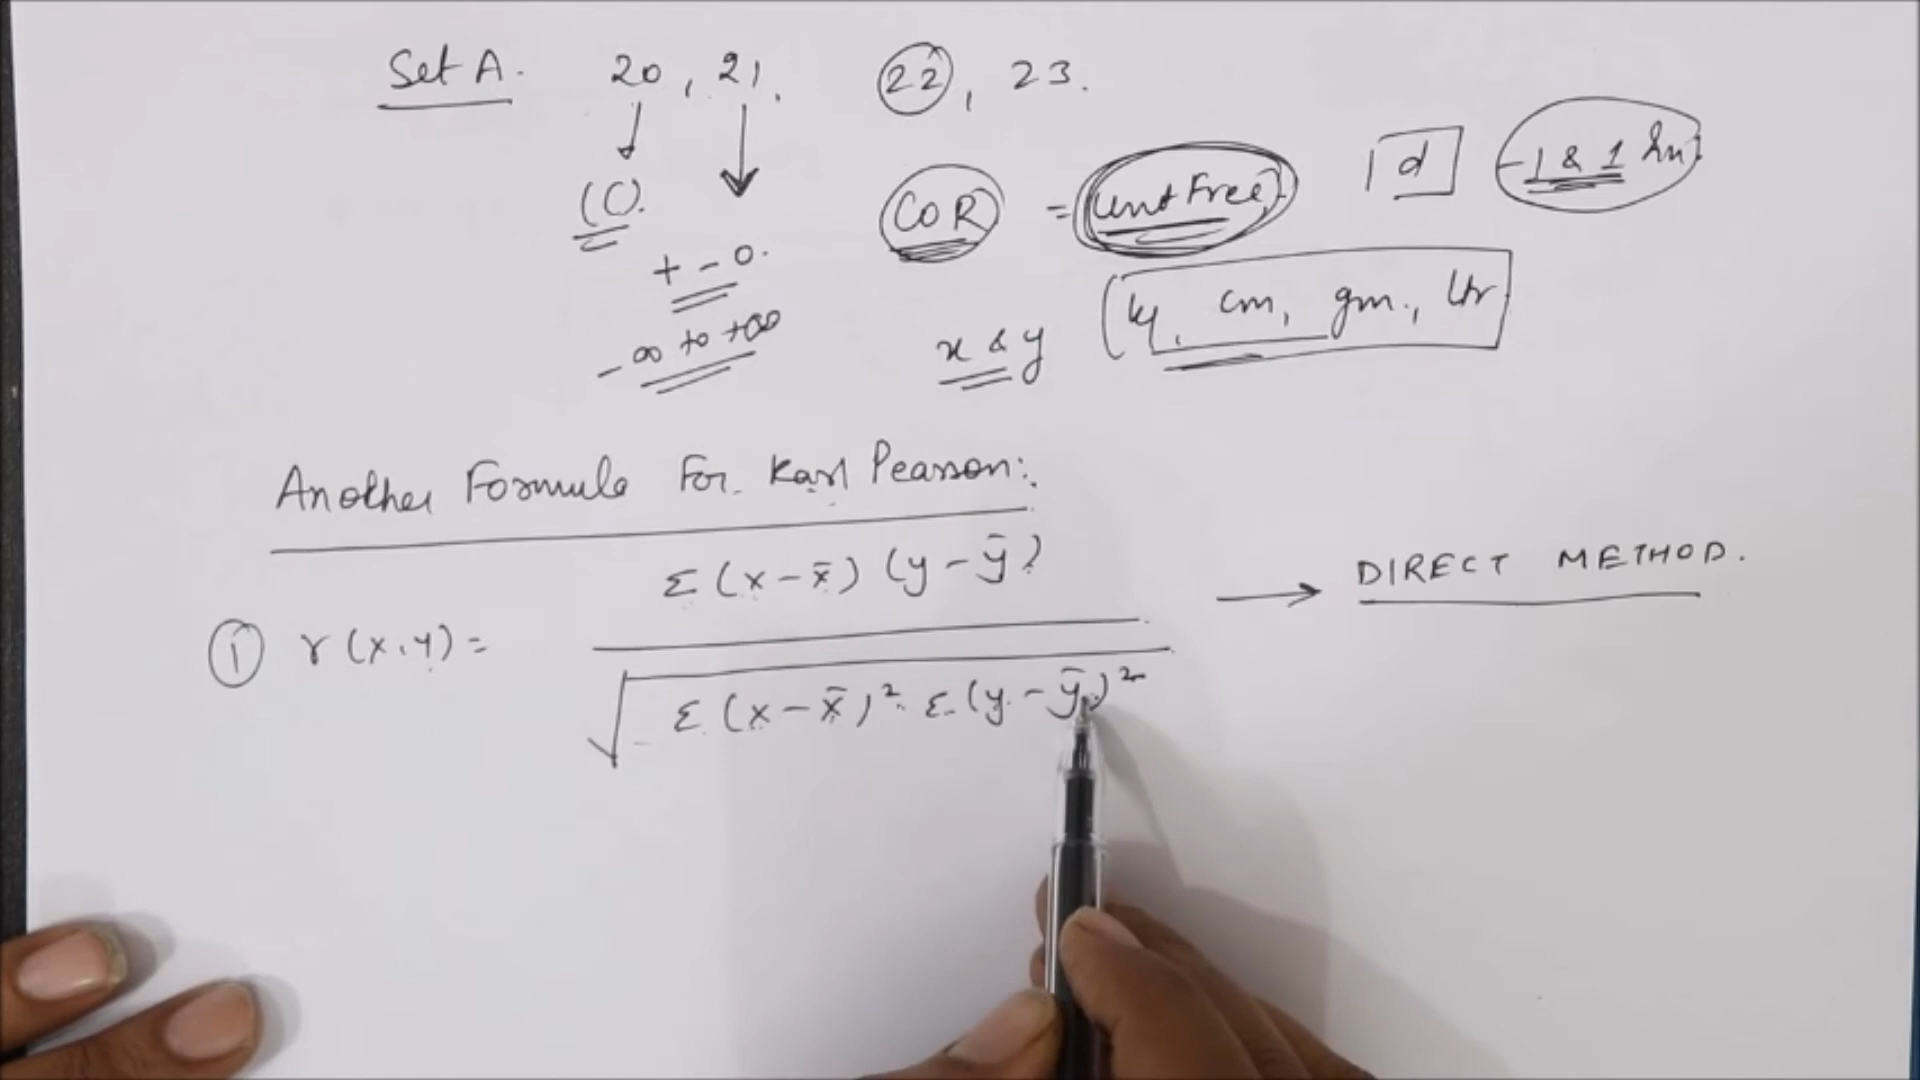 Set A. 20, 21, 22, 23.
(C).
+ - 0.
-∞ to +∞
COR = Unit Free
d
-1 & 1
x & y
cm, gm., ltr
Another Formula For Karl Pearson:
Σ(x-x̄)(y-ȳ)
① r(x,y) =
√Σ(x-x̄)² Σ(y-ȳ)²
→ DIRECT METHOD.